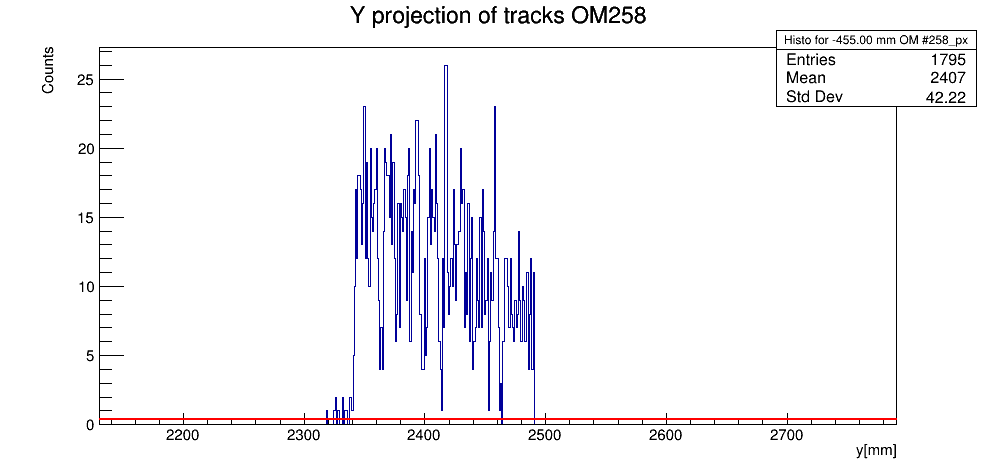 Y projection of tracks OM258
Histo for -455.00 mm OM #258_px
Entries 1795
Mean 2407
Std Dev 42.22
Counts
25
20
15
10
5
0
2200 2300 2400 2500 2600 2700
y[mm]